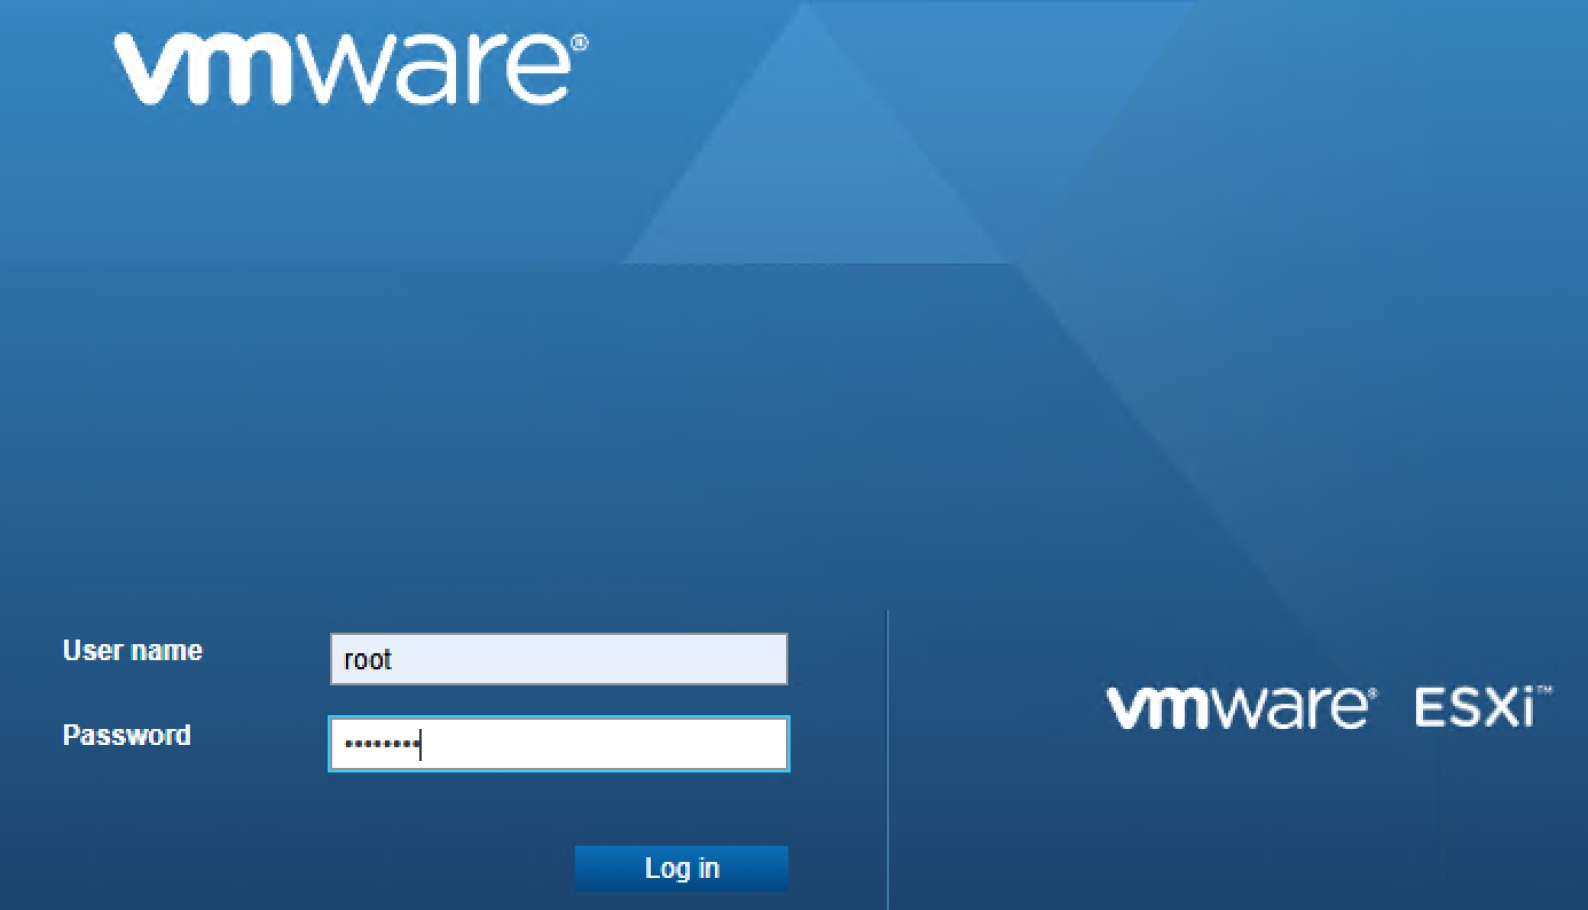 vmware®
User name
root
Password
••••••••
Log in
vmware® ESXi™